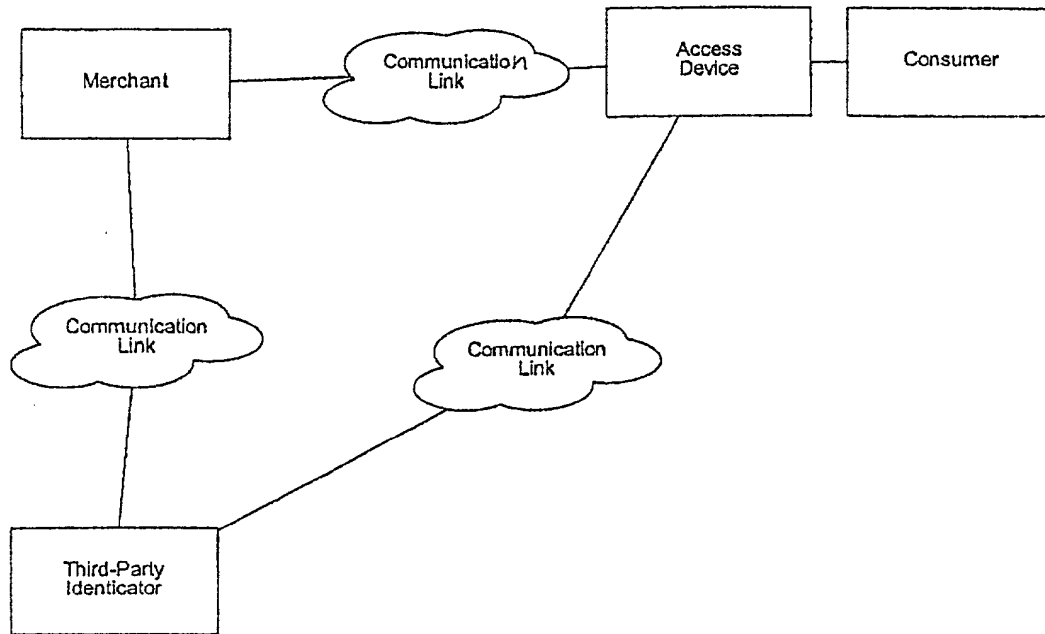 Merchant
Communication
Link
Access
Device
Consumer
Communication
Link
Communication
Link
Third-Party
Identicator